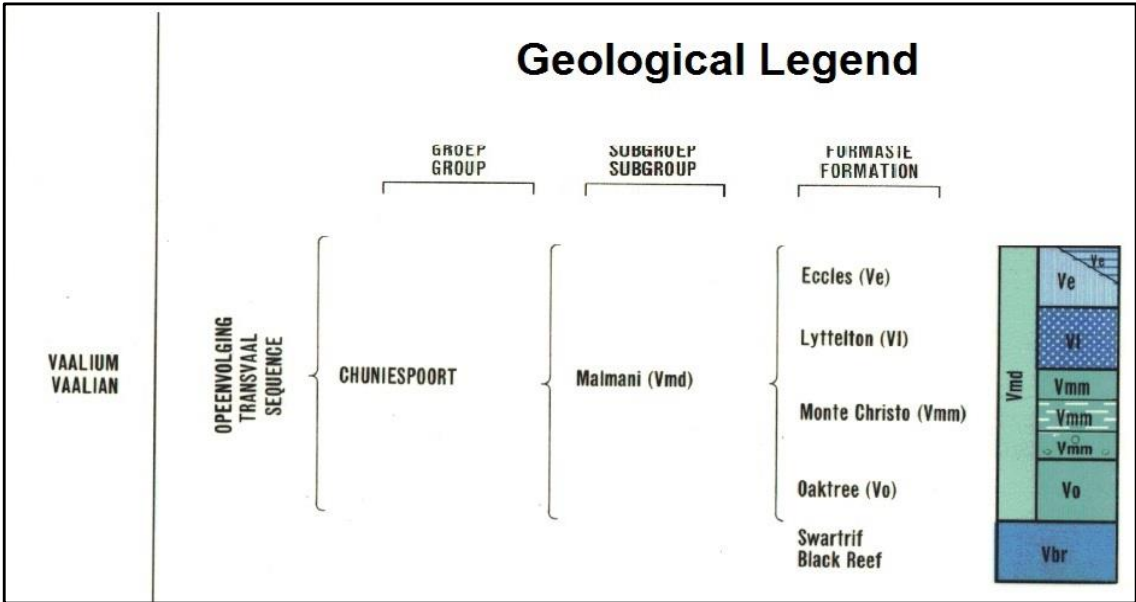 Geological Legend
GROEP
GROUP
SUBGROEP
SUBGROUP
FORMASIE
FORMATION
VAALIUM
VAALIAN
OPEENVOLGING
TRANSVAAL
SEQUENCE
CHUNIESPOORT
Malmani (Vmd)
Eccles (Ve)
Lyttelton (Vl)
Monte Christo (Vmm)
Oaktree (Vo)
Swartrif
Black Reef
Vmd
Ve
Ve
Vl
Vmm
Vmm
Vmm
Vo
Vbr